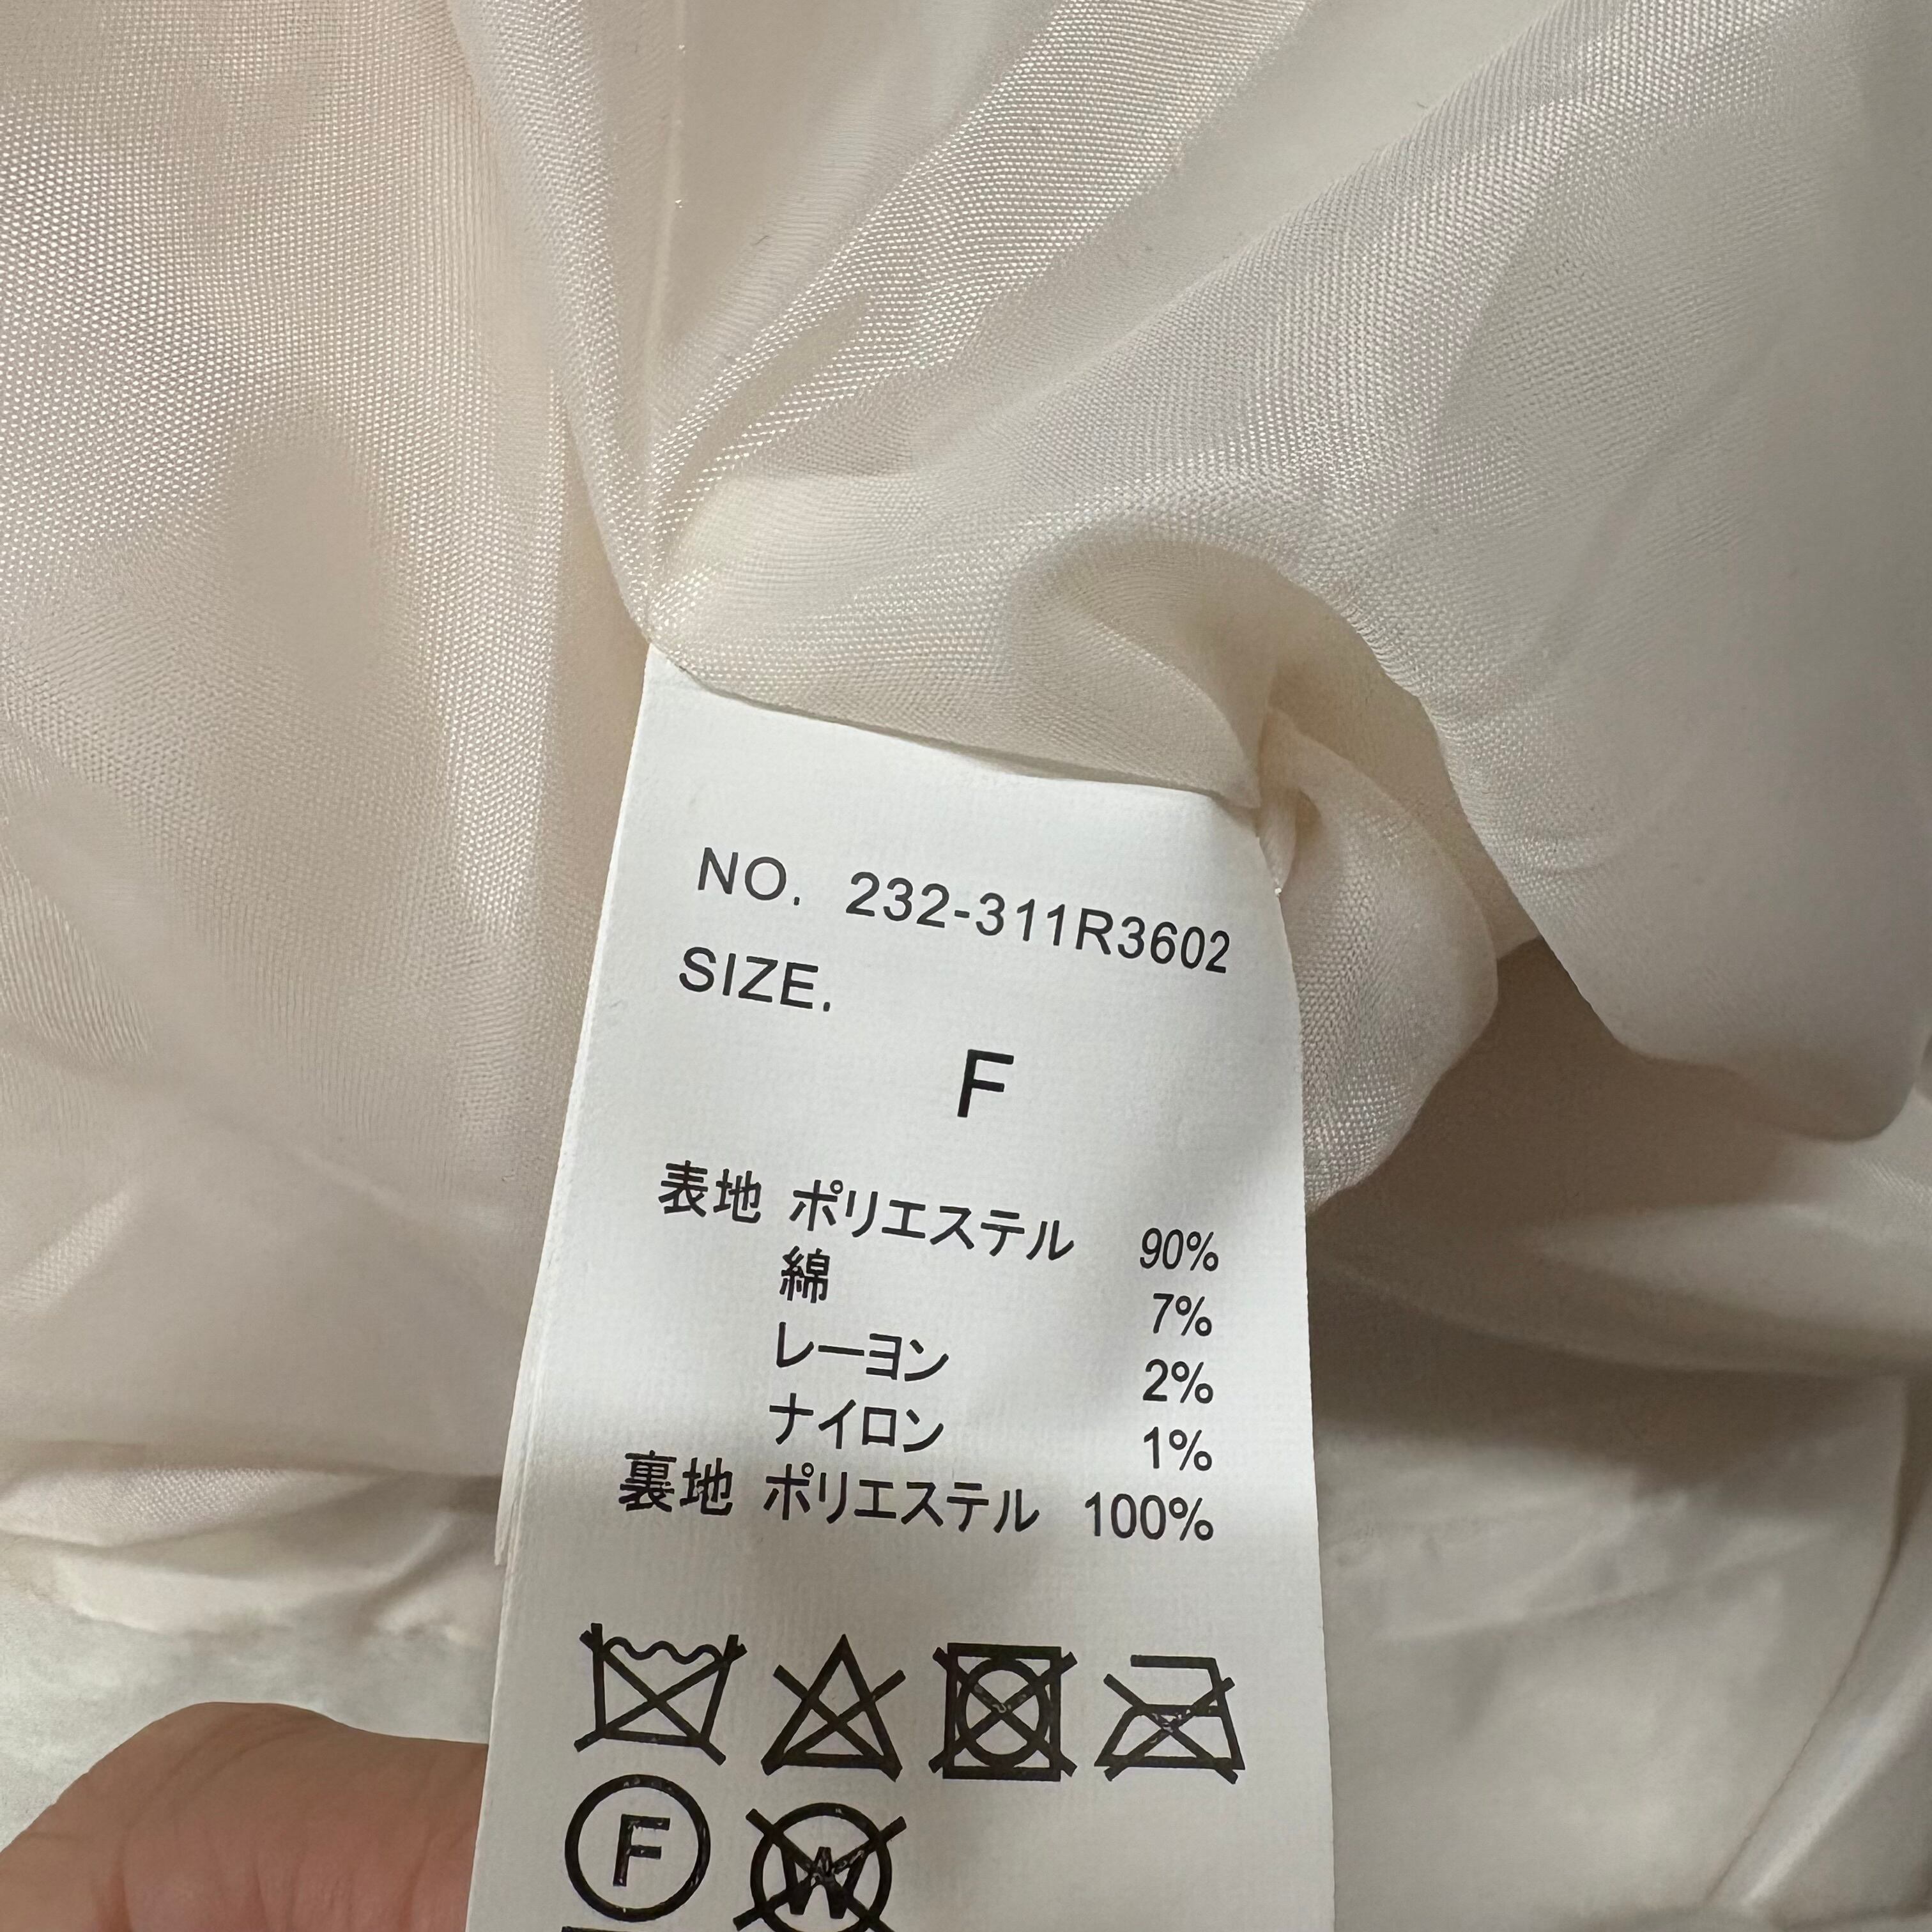 NO. 232-311R3602
SIZE.
F
表地 ポリエステル 90%
綿 7%
レーヨン 2%
ナイロン 1%
裏地 ポリエステル 100%
F
W